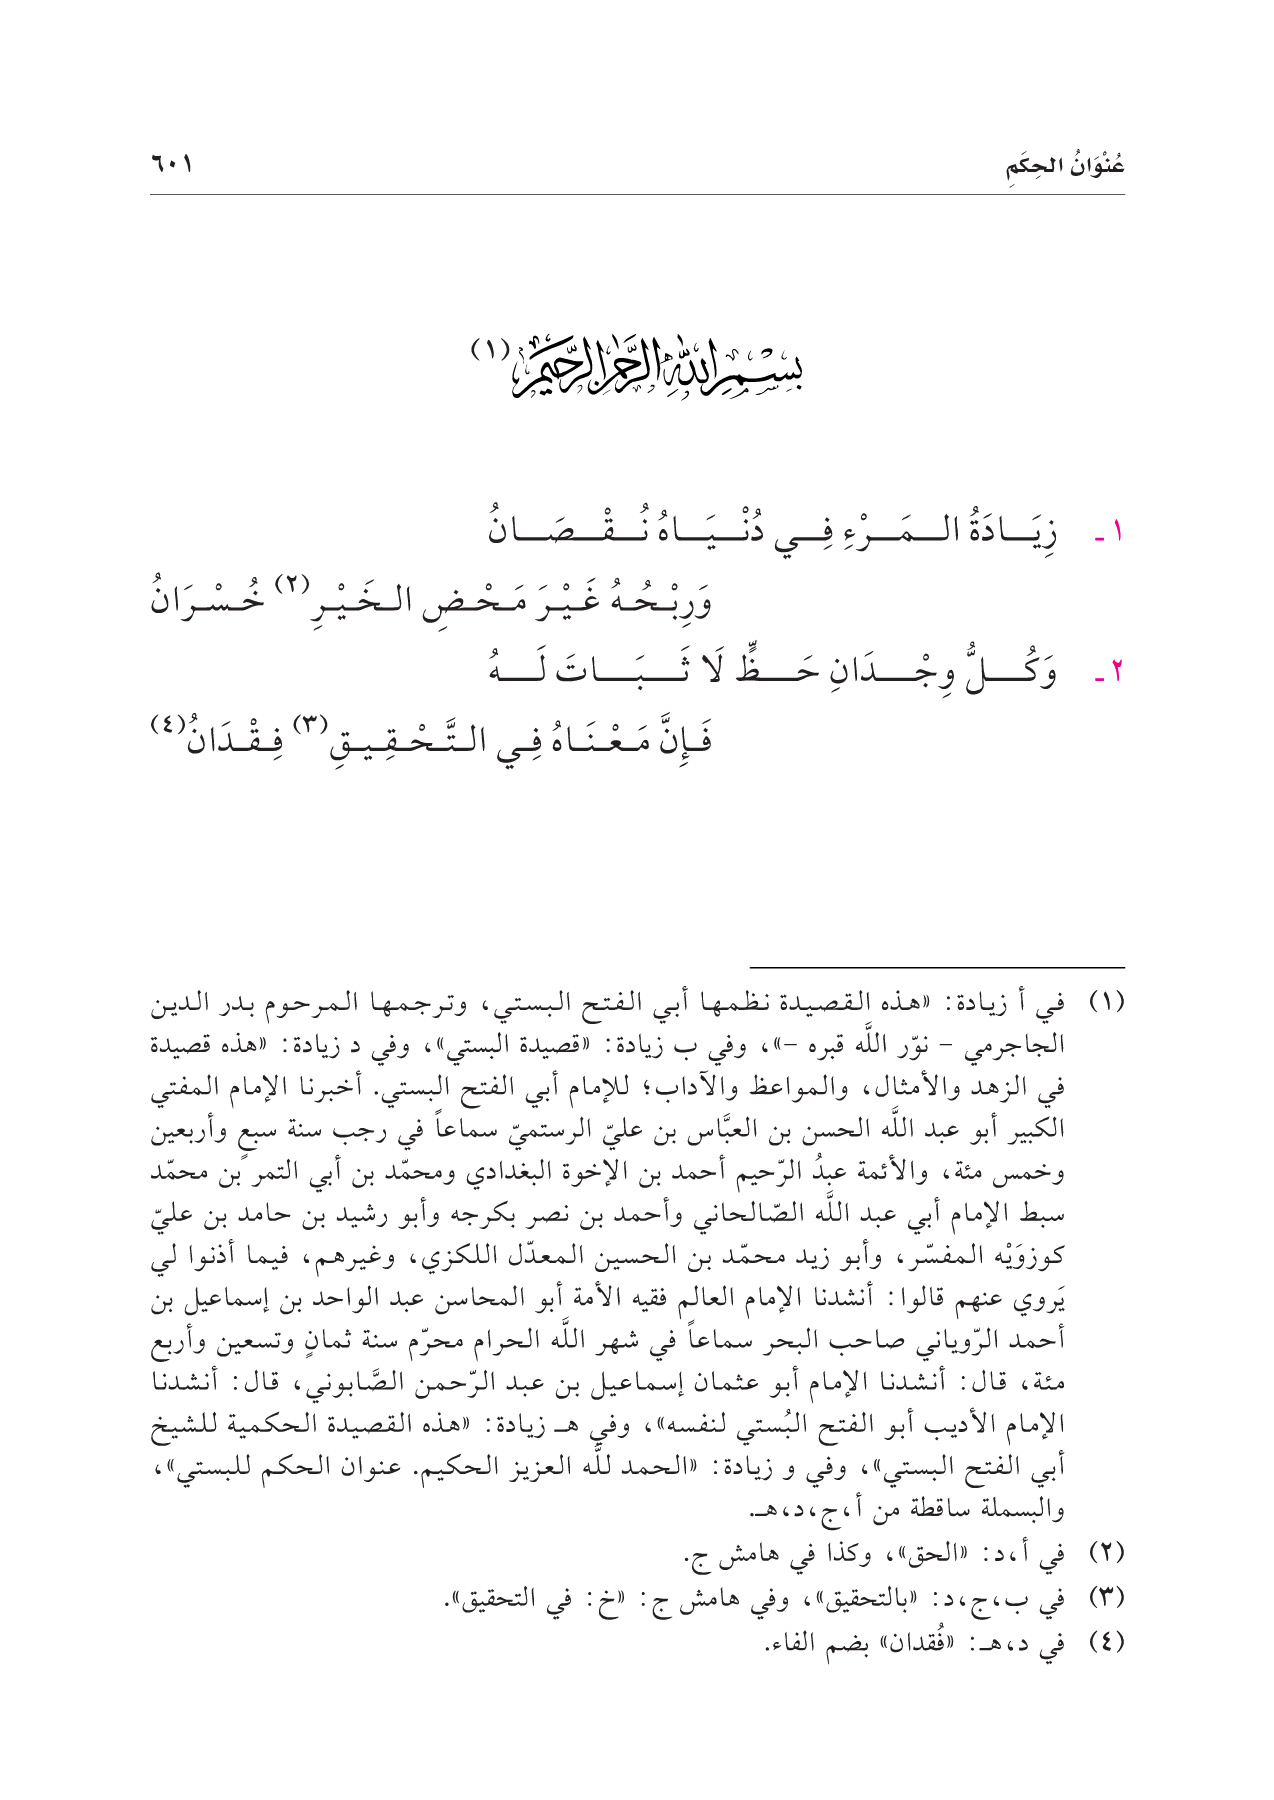 عُنْوَانُ الحِكَمِ ٦٠١
بِسْمِ اللَّهِ الرَّحْمَنِ الرَّحِيمِ (١)
١ ـ زِيَادَةُ المَرْءِ فِي دُنْيَاهُ نُقْصَانُ
وَرِبْحُهُ غَيْرَ مَحْضِ الخَيْرِ (٢) خُسْرَانُ
٢ ـ وَكُلُّ وِجْدَانِ حَظٍّ لَا ثَبَاتَ لَهُ
فَإِنَّ مَعْنَاهُ فِي التَّحْقِيقِ (٣) فِقْدَانُ (٤)
(١) في أ زيادة: «هذه القصيدة نظمها أبي الفتح البستي، وترجمها المرحوم بدر الدين
الجاجرمي – نوّر اللَّه قبره –»، وفي ب زيادة: «قصيدة البستي»، وفي د زيادة: «هذه قصيدة
في الزهد والأمثال، والمواعظ والآداب؛ للإمام أبي الفتح البستي. أخبرنا الإمام المفتي
الكبير أبو عبد اللَّه الحسن بن العبَّاس بن عليّ الرستميّ سماعاً في رجب سنة سبعٍ وأربعين
وخمس مئة، والأئمة عبدُ الرّحيم أحمد بن الإخوة البغدادي ومحمّد بن أبي التمر بن محمّد
سبط الإمام أبي عبد اللَّه الصّالحاني وأحمد بن نصر بكرجه وأبو رشيد بن حامد بن عليّ
كوزوَيْه المفسّر، وأبو زيد محمّد بن الحسين المعدّل اللكزي، وغيرهم، فيما أذنوا لي
يَروي عنهم قالوا: أنشدنا الإمام العالم فقيه الأمة أبو المحاسن عبد الواحد بن إسماعيل بن
أحمد الرّوياني صاحب البحر سماعاً في شهر اللَّه الحرام محرّم سنة ثمانٍ وتسعين وأربع
مئة، قال: أنشدنا الإمام أبو عثمان إسماعيل بن عبد الرّحمن الصَّابوني، قال: أنشدنا
الإمام الأديب أبو الفتح البُستي لنفسه»، وفي هـ زيادة: «هذه القصيدة الحكمية للشيخ
أبي الفتح البستي»، وفي و زيادة: «الحمد للَّه العزيز الحكيم. عنوان الحكم للبستي»،
والبسملة ساقطة من أ،ج،د،هـ.
(٢) في أ،د: «الحق»، وكذا في هامش ج.
(٣) في ب،ج،د: «بالتحقيق»، وفي هامش ج: «خ: في التحقيق».
(٤) في د،هـ: «فُقدان» بضم الفاء.